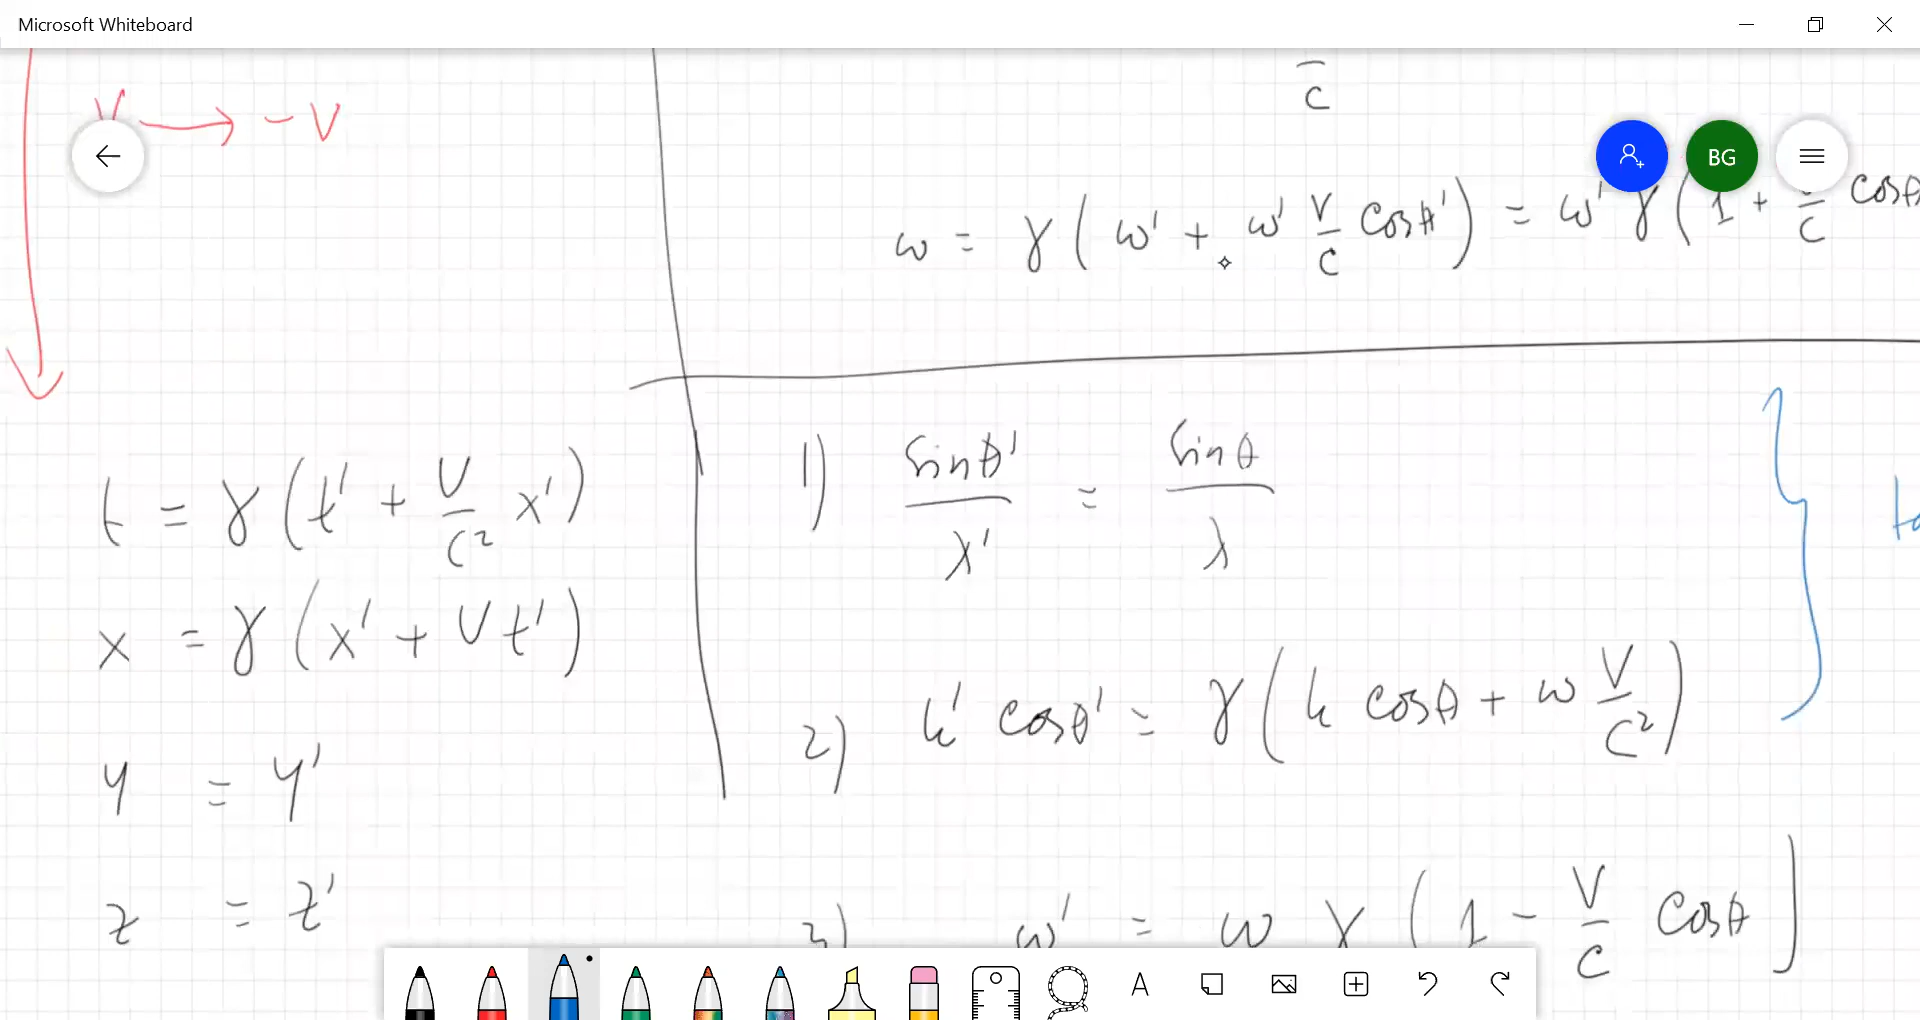 Microsoft Whiteboard
V → - V
c
BG
ω = γ ( ω' + ω' V/c cosθ' ) = ω' γ ( 1 + /c cosθ
t = γ ( t' + V/c² x' )
x = γ ( x' + V t' )
y = y'
z = z'
1) sinθ'/λ' = sinθ/λ
2) k' cosθ' = γ ( k cosθ + ω V/c² )
3) ω' = ω γ ( 1 - V/c cosθ ]
A